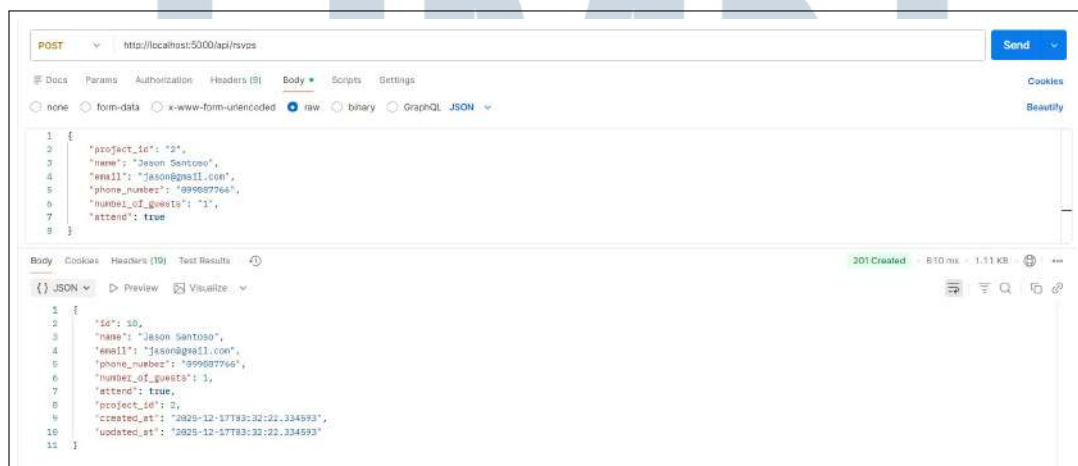 POST http://localhost:5000/api/rsvps Send
Docs Params Authorization Headers (9) Body Scripts Settings Cookies
none form-data x-www-form-urlencoded raw binary GraphQL JSON Beautify
1 {
2 "project_id": "2",
3 "name": "Jason Santoso",
4 "email": "jason@gmail.com",
5 "phone_number": "899887766",
6 "number_of_guests": "1",
7 "attend": true
8 }
Body Cookies Headers (19) Test Results 201 Created 610 ms 1.11 KB
{} JSON Preview Visualize
1 {
2 "id": 10,
3 "name": "Jason Santoso",
4 "email": "jason@gmail.com",
5 "phone_number": "899887766",
6 "number_of_guests": 1,
7 "attend": true,
8 "project_id": 2,
9 "created_at": "2025-12-17T03:32:22.334593",
10 "updated_at": "2025-12-17T03:32:22.334593"
11 }